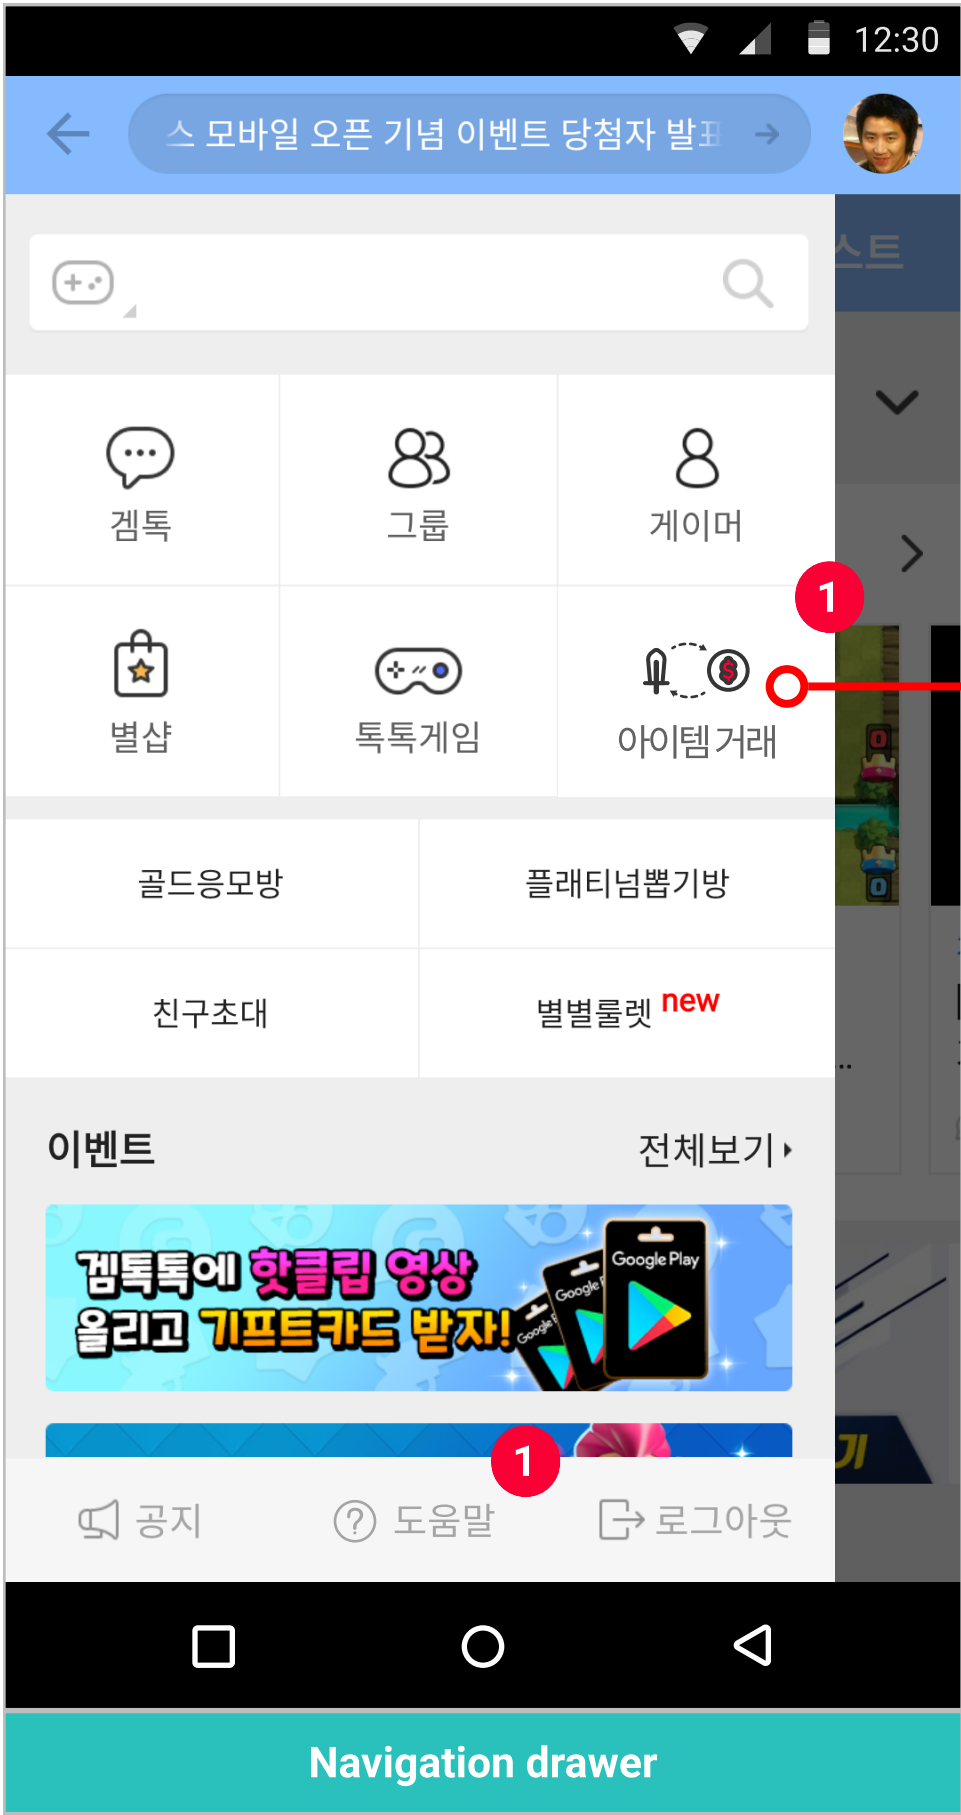 12:30
스 모바일 오픈 기념 이벤트 당첨자 발표
스트
겜톡
그룹
게이머
1
별샵
톡톡게임
아이템거래
골드응모방
플래티넘뽑기방
친구초대
별별룰렛 new
이벤트
전체보기
겜톡톡에 핫클립 영상
올리고 기프트카드 받자!
Google Play
Google
Google
기
1
공지
도움말
로그아웃
Navigation drawer